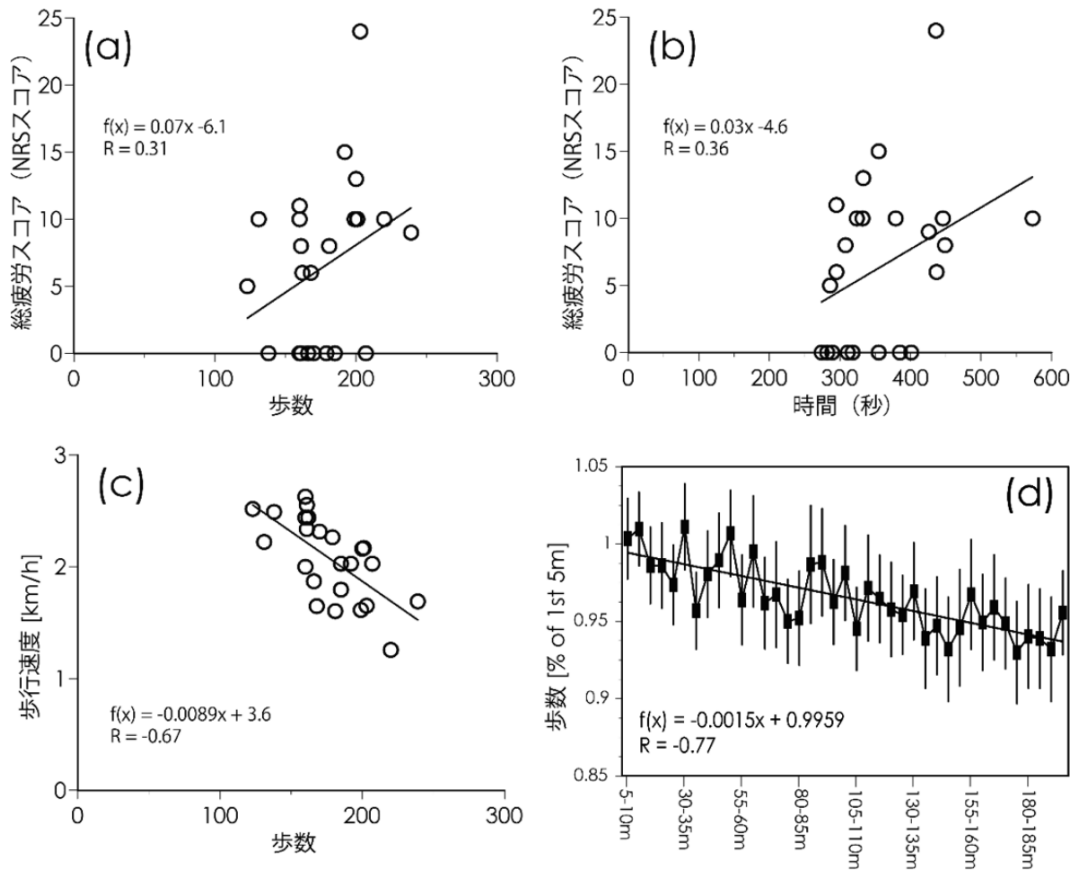 (a)
25
20
15
10
5
0
総疲労スコア（NRSスコア）
f(x) = 0.07x -6.1
R = 0.31
0 100 200 300
歩数
(b)
25
20
15
10
5
0
総疲労スコア（NRSスコア）
f(x) = 0.03x -4.6
R = 0.36
0 100 200 300 400 500 600
時間（秒）
(c)
3
2
1
0
歩行速度 [km/h]
f(x) = -0.0089x + 3.6
R = -0.67
0 100 200 300
歩数
(d)
1.05
1
0.95
0.9
0.85
歩数 [% of 1st 5m]
f(x) = -0.0015x + 0.9959
R = -0.77
5-10m
30-35m
55-60m
80-85m
105-110m
130-135m
155-160m
180-185m